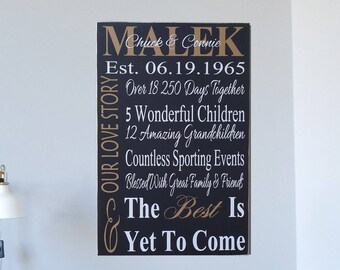 MALEK
Chuck & Connie
Est. 06.19.1965
Over 18,250 Days Together
5 Wonderful Children
12 Amazing Grandchildren
Countless Sporting Events
Blessed With Great Family & Friends
& OUR LOVE STORY
The Best Is
Yet To Come